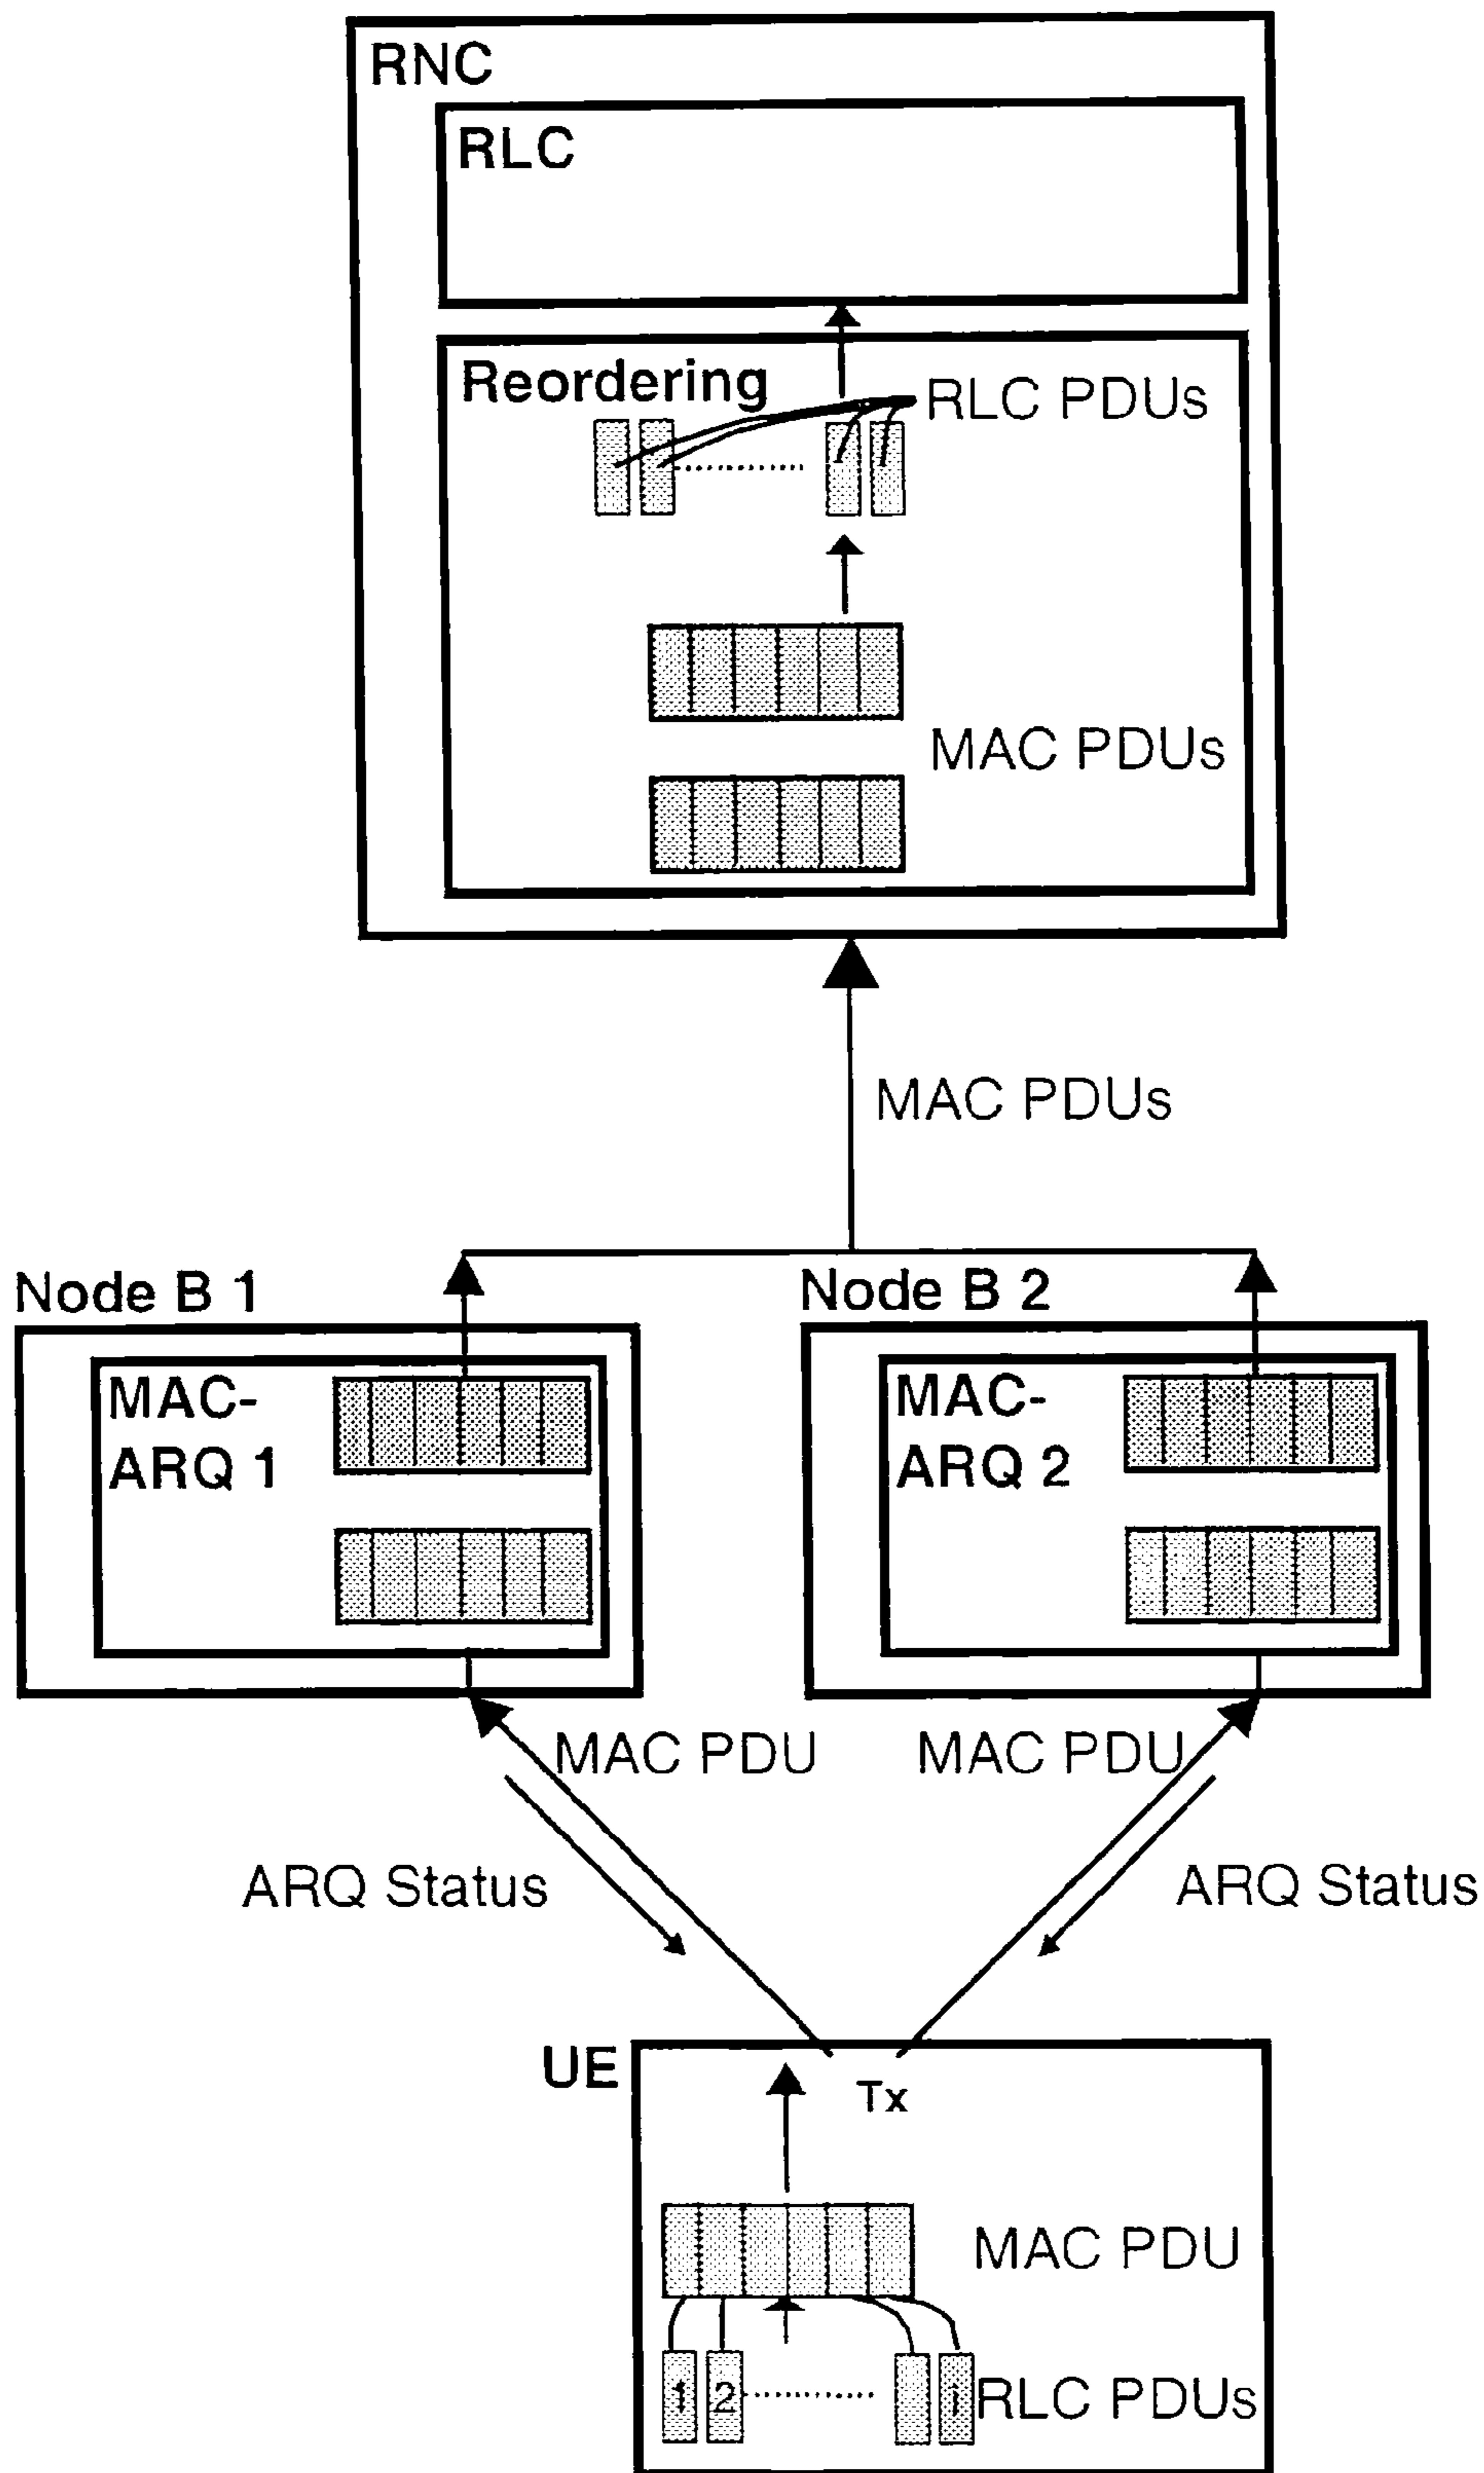 RNC
RLC
Reordering
RLC PDUs
MAC PDUs
MAC PDUs
Node B 1
Node B 2
MAC-
ARQ 1
MAC-
ARQ 2
MAC PDU
MAC PDU
ARQ Status
ARQ Status
UE
Tx
MAC PDU
1 2 i RLC PDUs